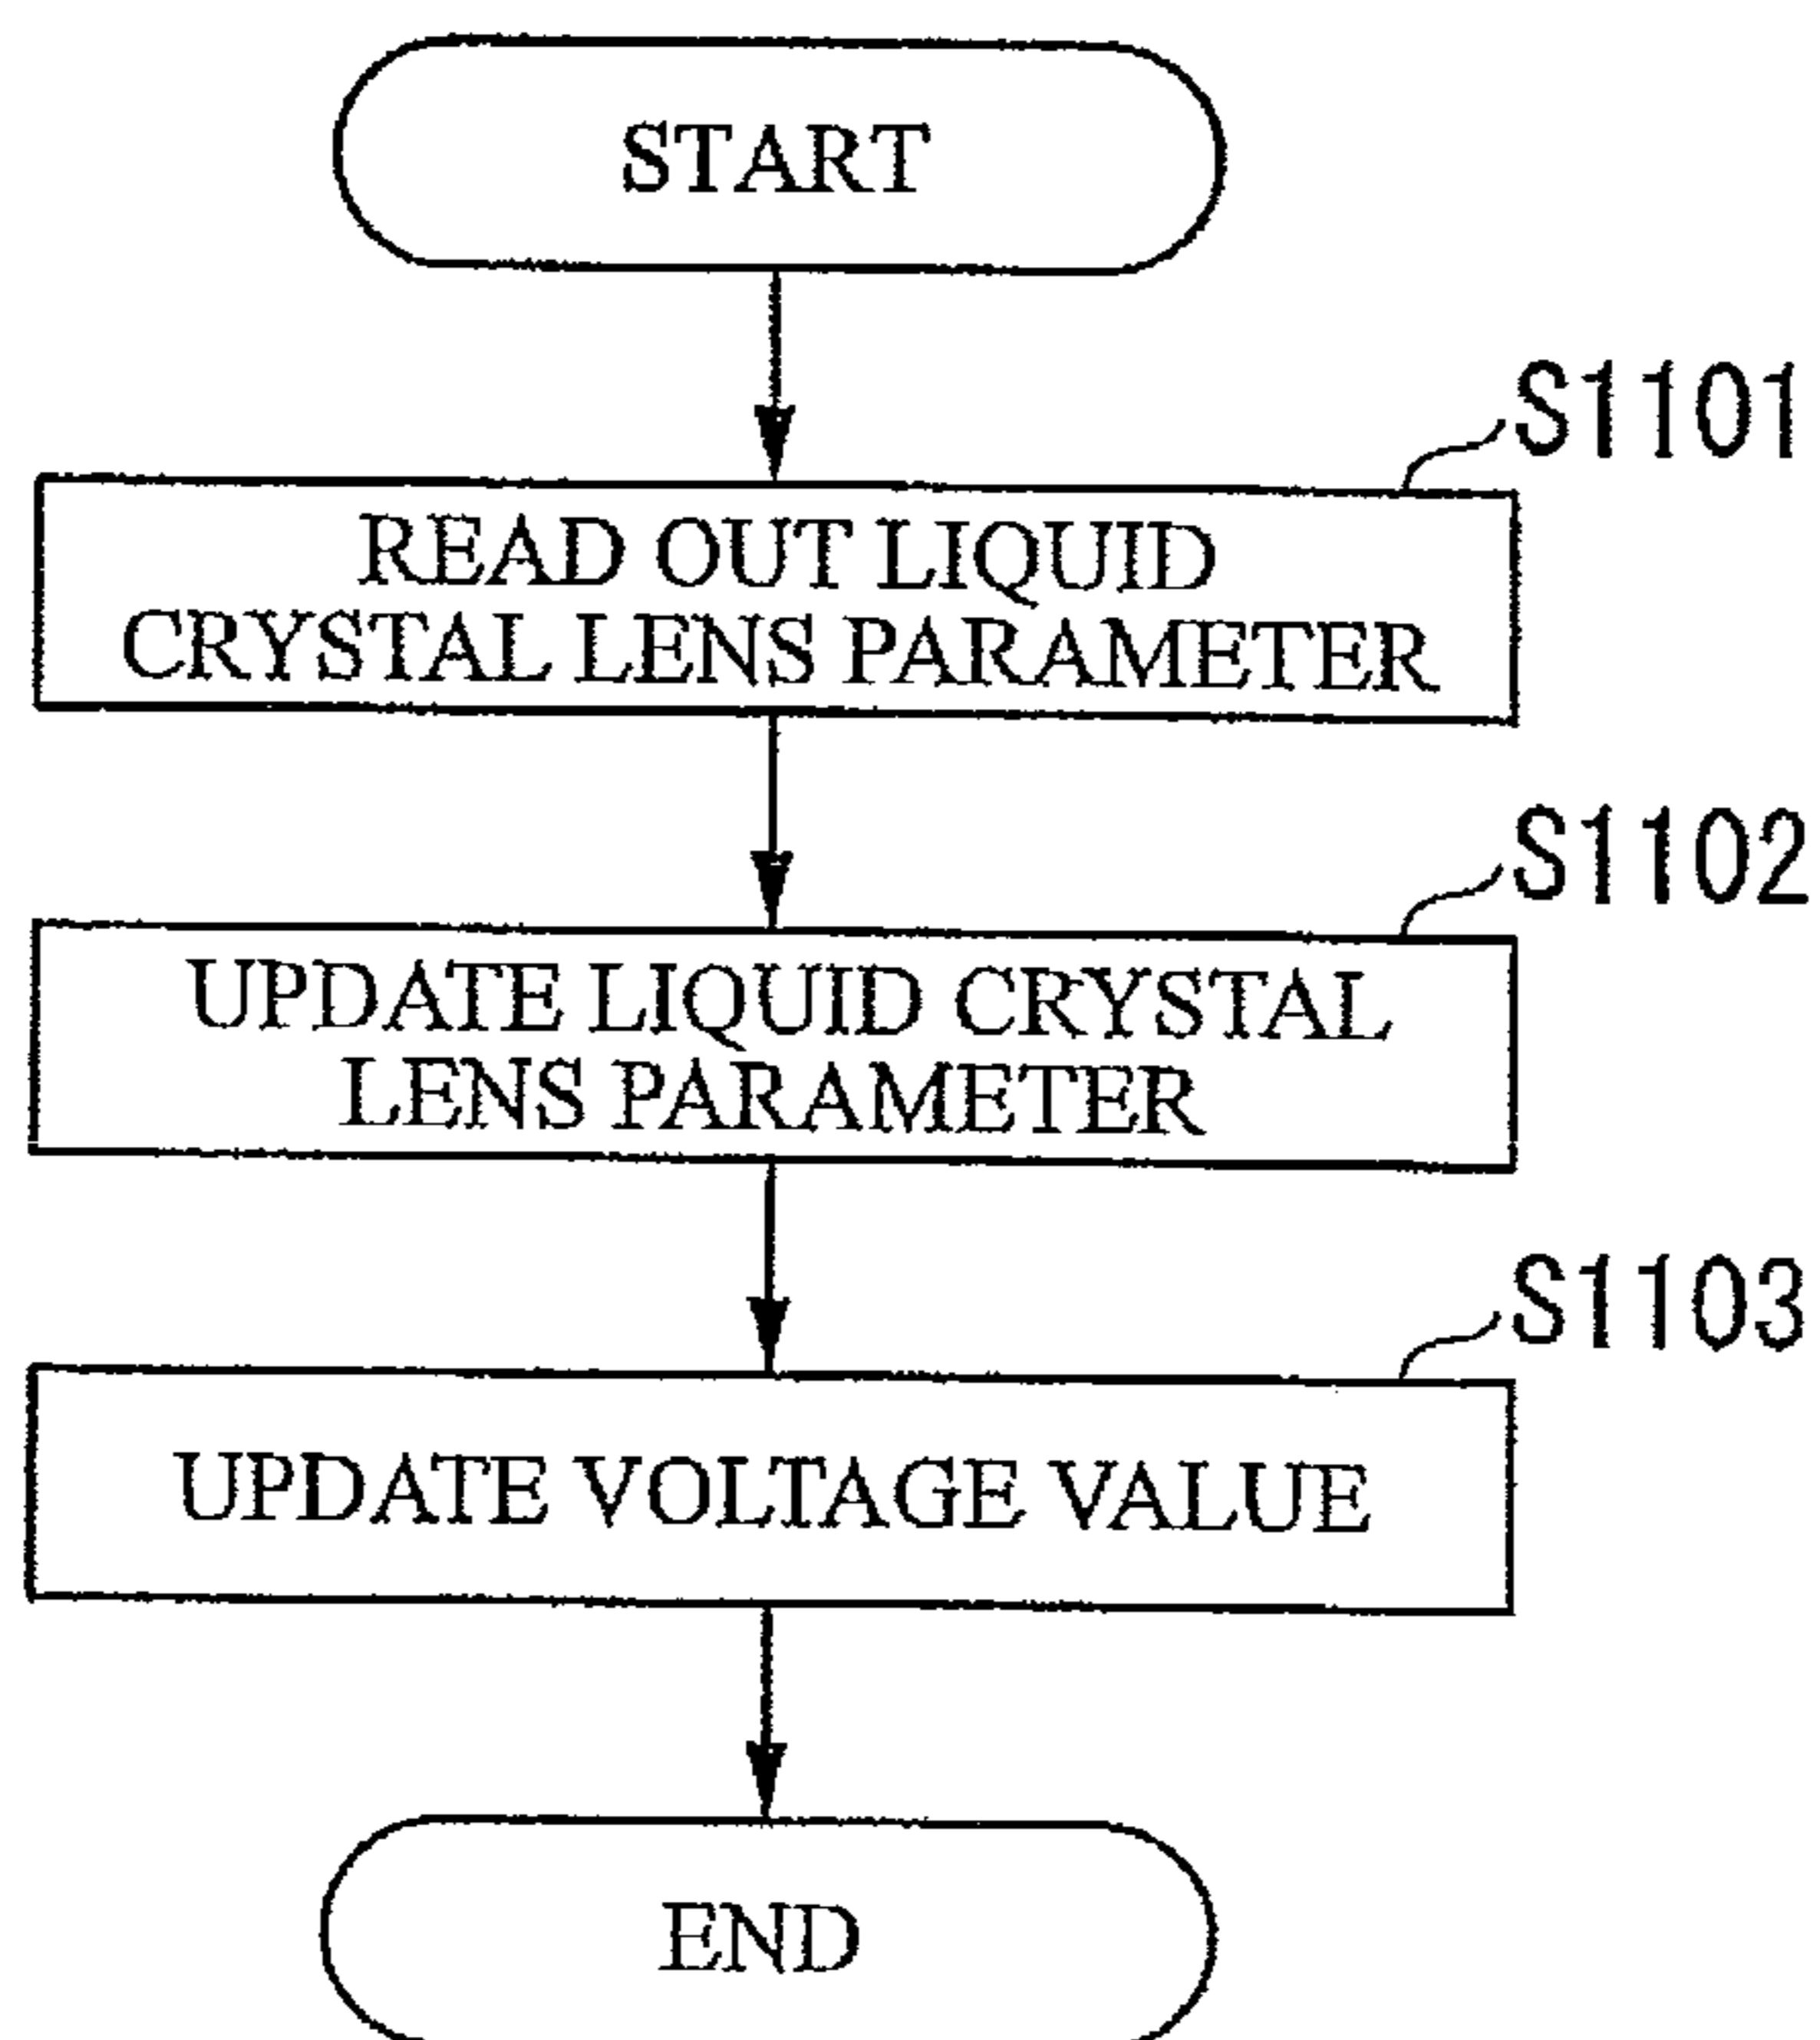 START
S1101
READ OUT LIQUID
CRYSTAL LENS PARAMETER
S1102
UPDATE LIQUID CRYSTAL
LENS PARAMETER
S1103
UPDATE VOLTAGE VALUE
END